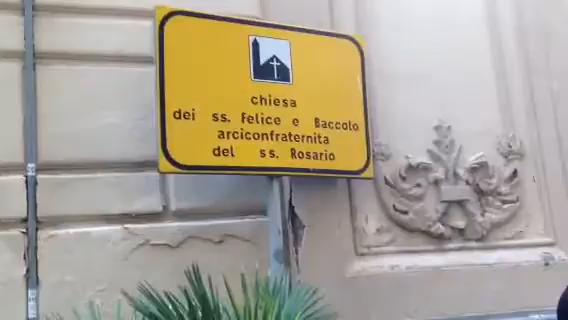 chiesa
dei ss. Felice e Baccolo
arciconfraternita
del ss. Rosario